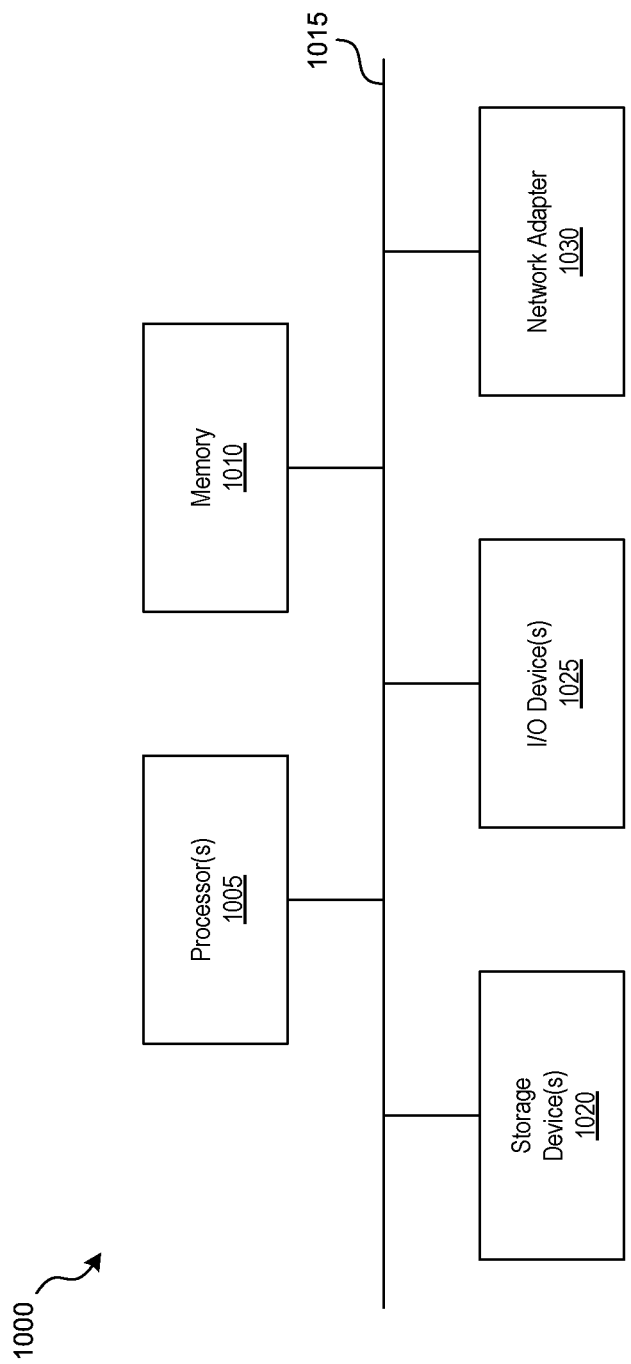 1000
Processor(s)
1005
Memory
1010
1015
Storage
Device(s)
1020
I/O Device(s)
1025
Network Adapter
1030